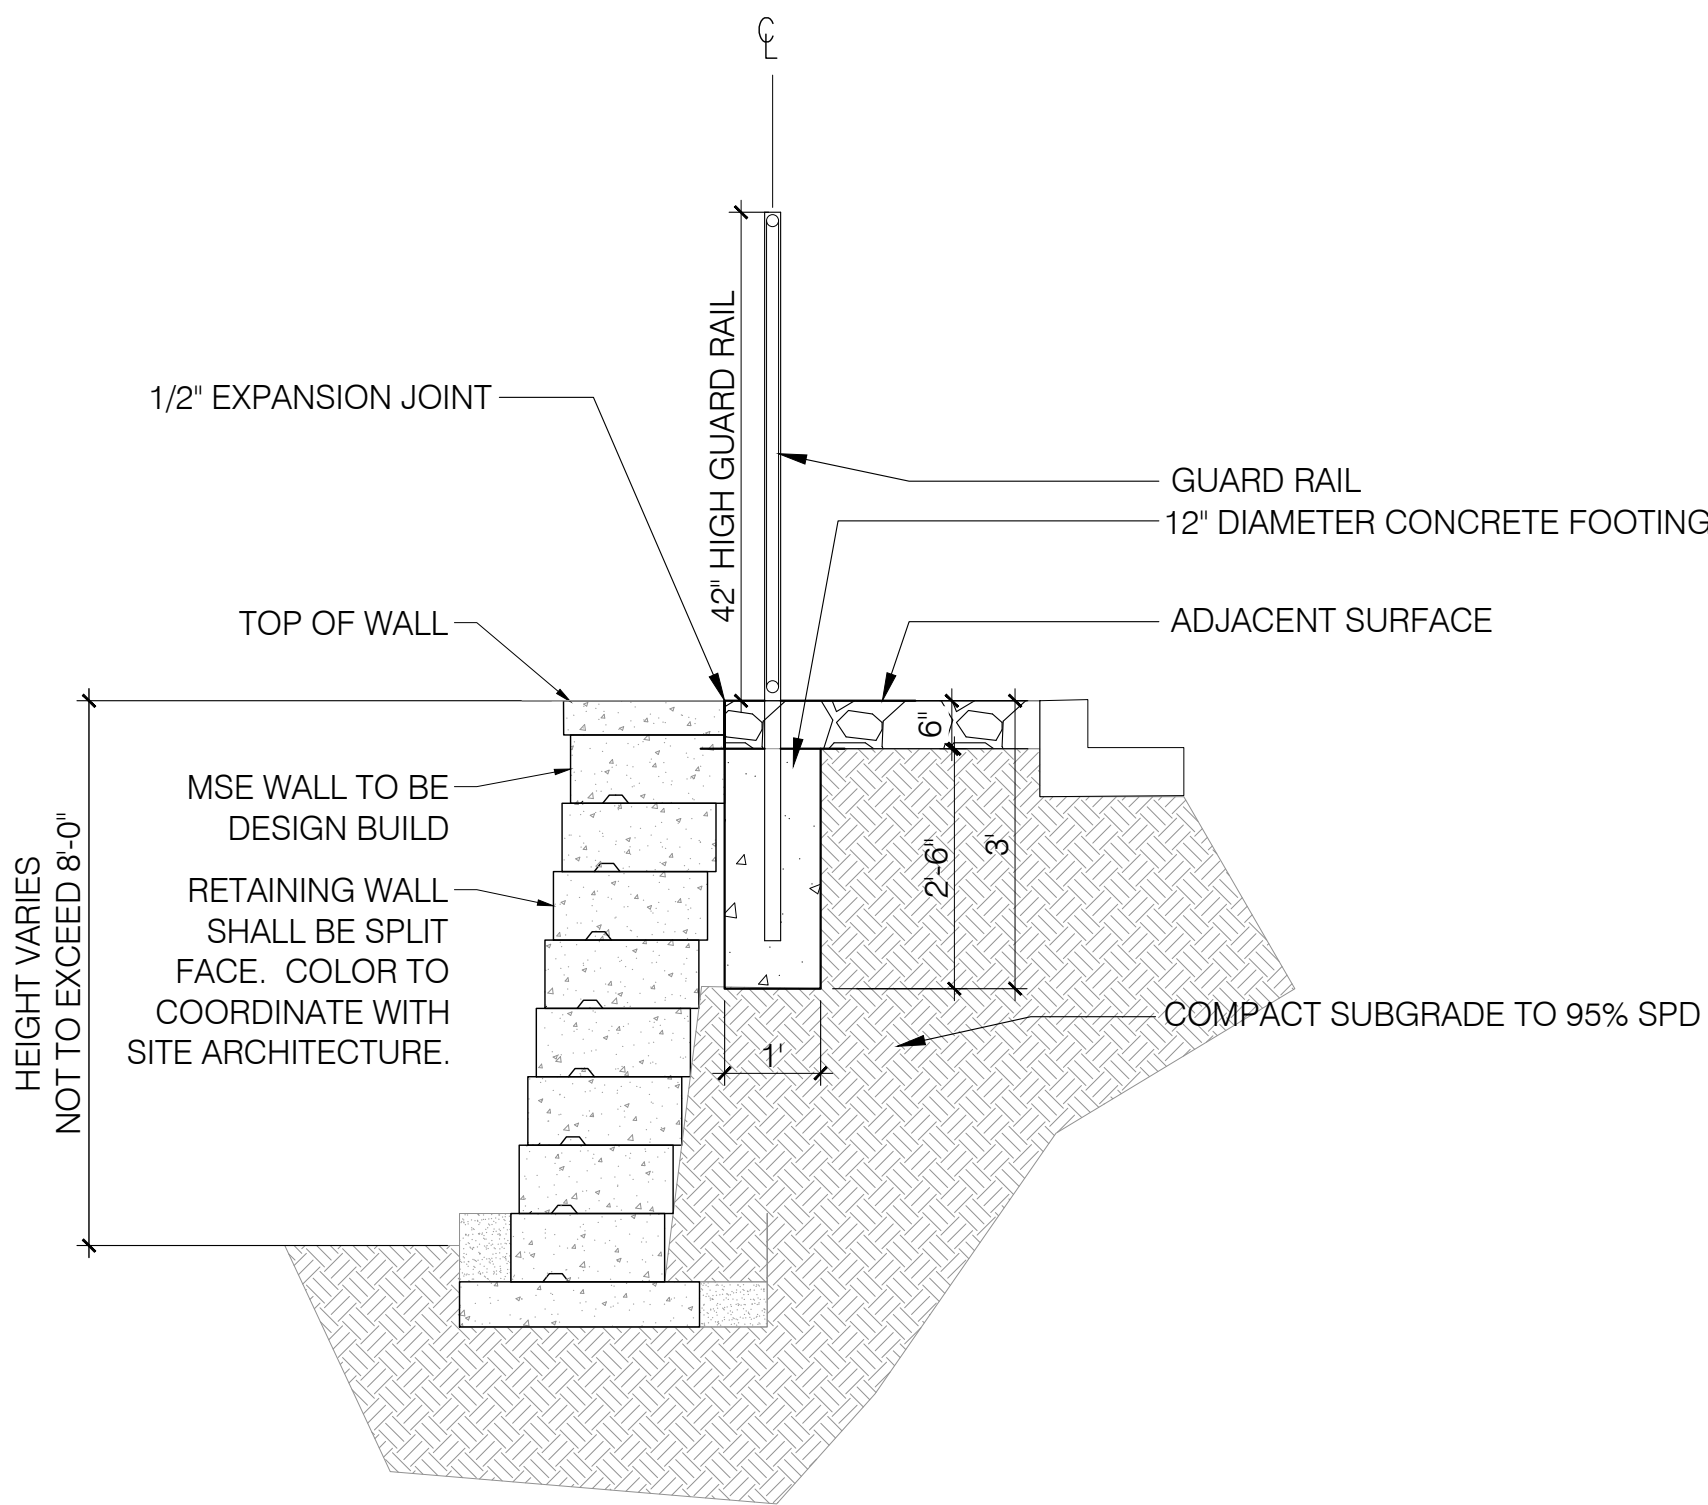 ℄
42" HIGH GUARD RAIL
1/2" EXPANSION JOINT
GUARD RAIL
12" DIAMETER CONCRETE FOOTING
TOP OF WALL
ADJACENT SURFACE
6"
MSE WALL TO BE
DESIGN BUILD
2'-6"
3'
HEIGHT VARIES
NOT TO EXCEED 8'-0"
RETAINING WALL
SHALL BE SPLIT
FACE.  COLOR TO
COORDINATE WITH
SITE ARCHITECTURE.
COMPACT SUBGRADE TO 95% SPD
1'